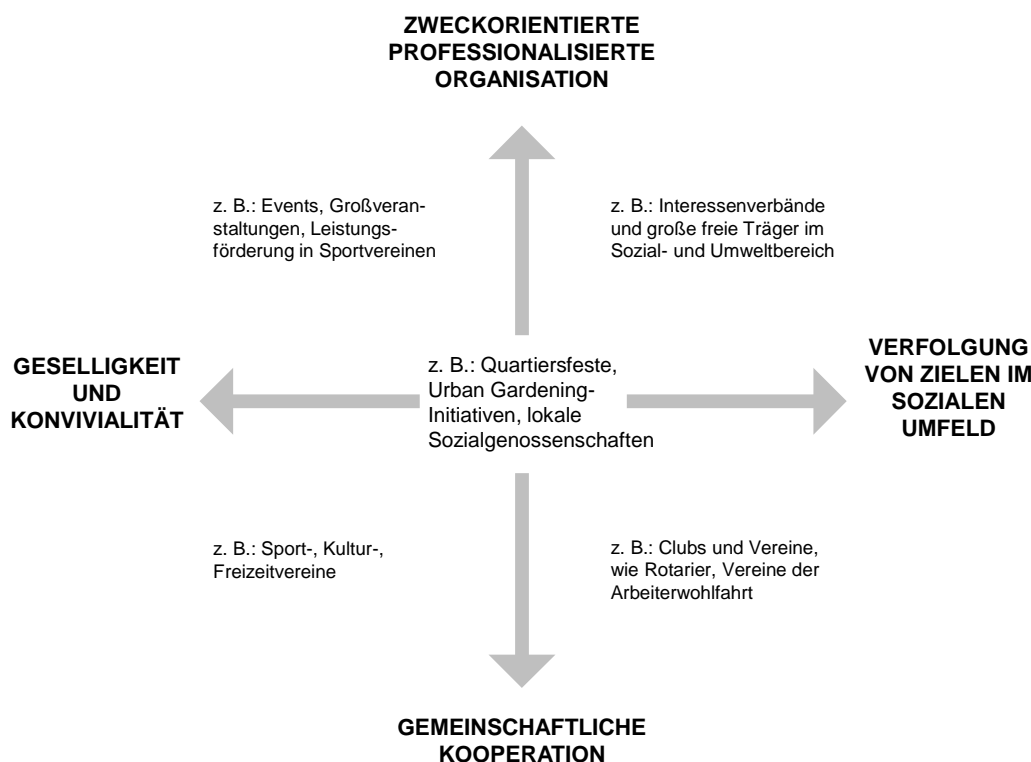 ZWECKORIENTIERTE
PROFESSIONALISIERTE
ORGANISATION
z. B.: Events, Großveran-
staltungen, Leistungs-
förderung in Sportvereinen
z. B.: Interessenverbände
und große freie Träger im
Sozial- und Umweltbereich
GESELLIGKEIT
UND
KONVIVIALITÄT
z. B.: Quartiersfeste,
Urban Gardening-
Initiativen, lokale
Sozialgenossenschaften
VERFOLGUNG
VON ZIELEN IM
SOZIALEN
UMFELD
z. B.: Sport-, Kultur-,
Freizeitvereine
z. B.: Clubs und Vereine,
wie Rotarier, Vereine der
Arbeiterwohlfahrt
GEMEINSCHAFTLICHE
KOOPERATION